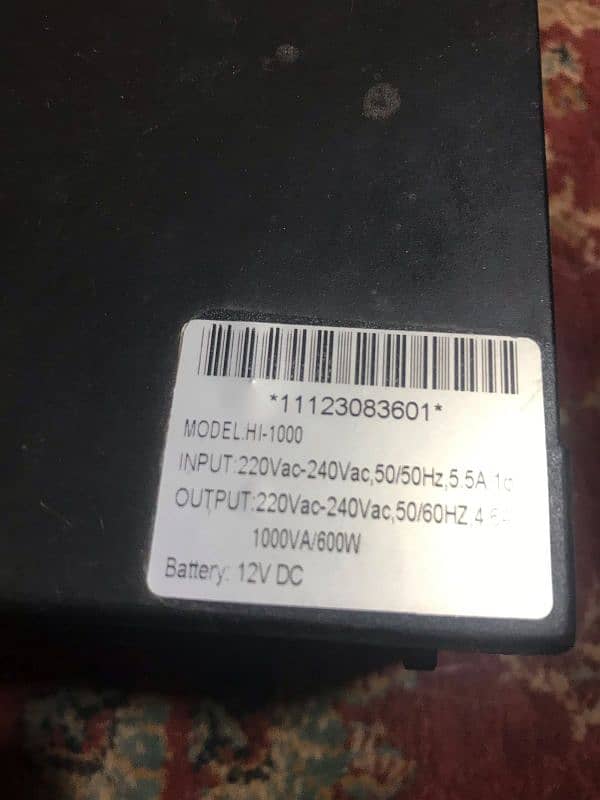 *11123083601*
MODEL:HI-1000
INPUT:220Vac-240Vac,50/50Hz,5.5A
OUTPUT:220Vac-240Vac,50/60HZ
1000VA/600W
Battery: 12V DC